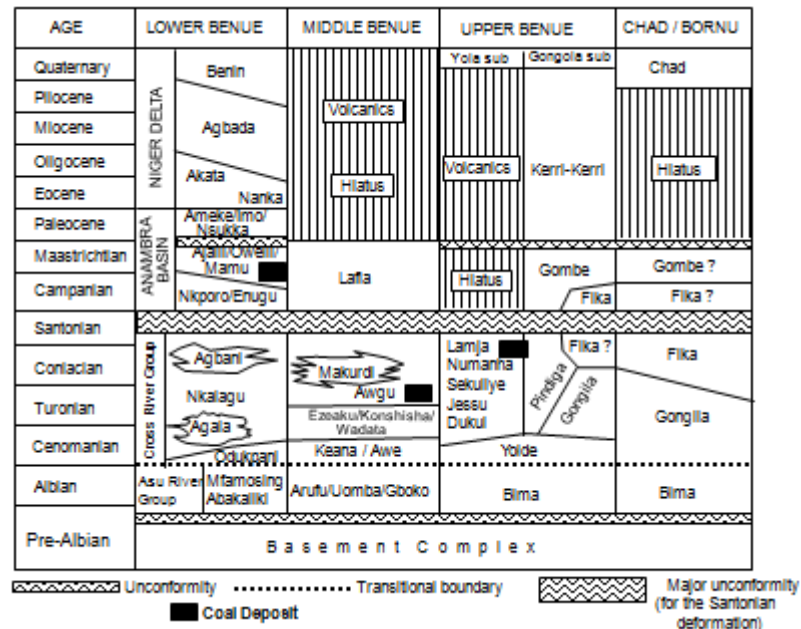 AGE LOWER BENUE MIDDLE BENUE UPPER BENUE CHAD / BORNU
Yola sub Gongola sub
Quaternary
Pliocene
Miocene
Oligocene
Eocene
Paleocene
Maastrichtian
Campanian
Santonian
Coniacian
Turonian
Cenomanian
Albian
Pre-Albian
NIGER DELTA
ANAMBRA
BASIN
Cross River Group
Benin
Agbada
Akata
Nanka
Ameke/Imo/
Nsukka
Ajalli/Owelli/
Mamu
Nkporo/Enugu
Agbani
Nkalagu
Agala
Odukpani
Asu River
Group
Mfamosing
Abakaliki
Volcanics
Hiatus
Lafia
Makurdi
Awgu
Ezeaku/Konshisha/
Wadata
Keana / Awe
Arufu/Uomba/Gboko
Volcanics
Hiatus
Lamja
Numanha
Sekuliye
Jessu
Dukul
Kerri-Kerri
Gombe
Fika
Fika ?
Pindiga
Gongila
Yolde
Bima
Chad
Hiatus
Gombe ?
Fika ?
Fika
Gongila
Bima
Basement Complex
Unconformity
Transitional boundary
Major unconformity
(for the Santonian
deformation)
Coal Deposit